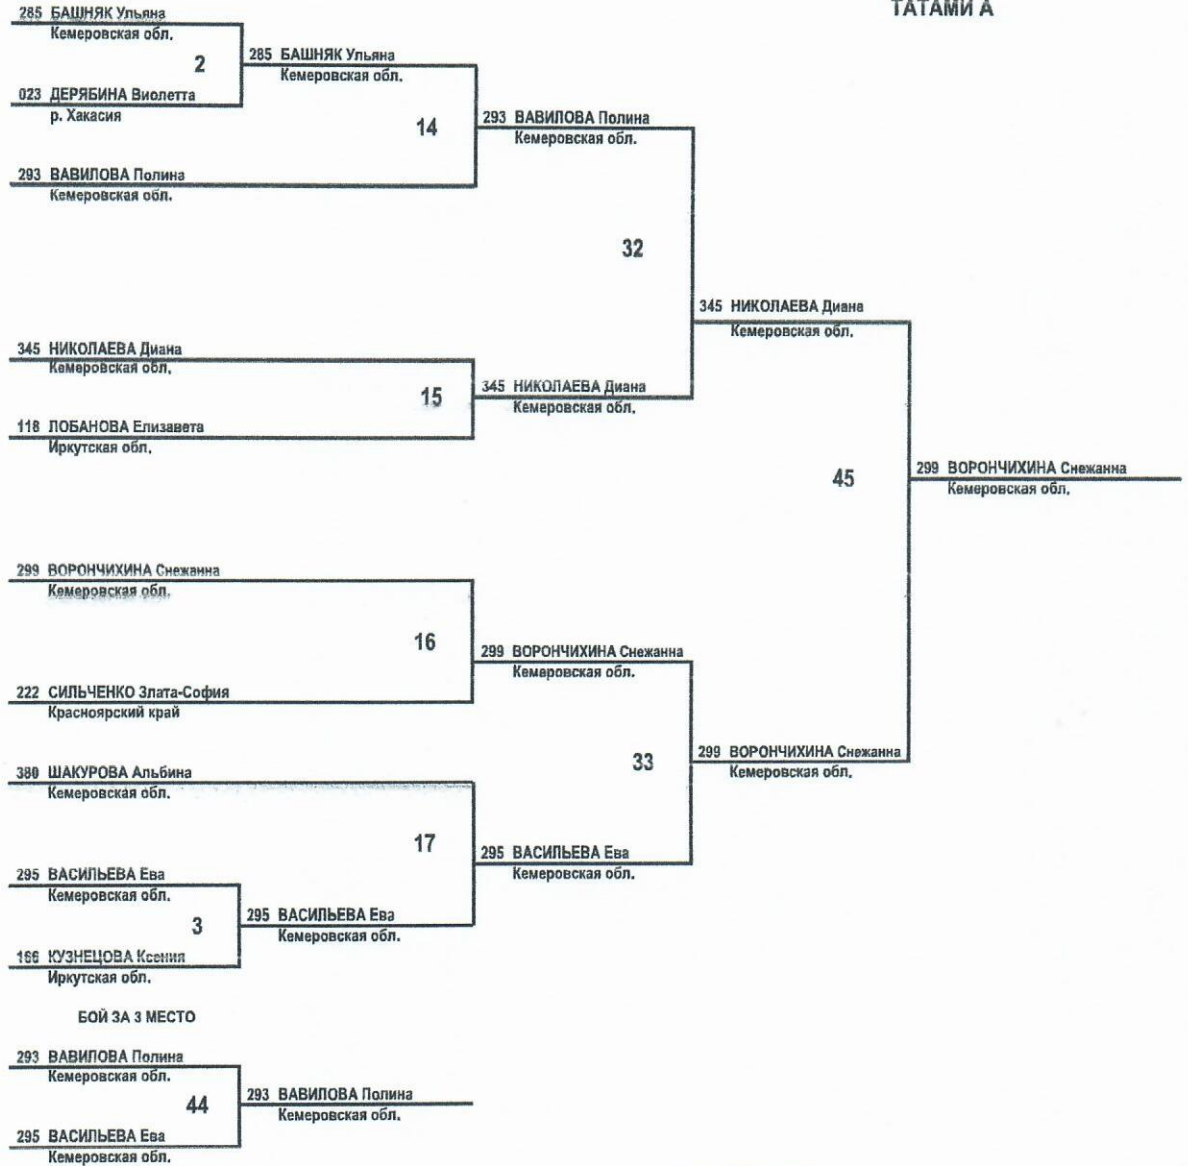 ТАТАМИ А
285 БАШНЯК Ульяна
Кемеровская обл.
2
285 БАШНЯК Ульяна
Кемеровская обл.
023 ДЕРЯБИНА Виолетта
р. Хакасия
14
293 ВАВИЛОВА Полина
Кемеровская обл.
293 ВАВИЛОВА Полина
Кемеровская обл.
32
345 НИКОЛАЕВА Диана
Кемеровская обл.
345 НИКОЛАЕВА Диана
Кемеровская обл.
15
345 НИКОЛАЕВА Диана
Кемеровская обл.
118 ЛОБАНОВА Елизавета
Иркутская обл.
45
299 ВОРОНЧИХИНА Снежанна
Кемеровская обл.
299 ВОРОНЧИХИНА Снежанна
Кемеровская обл.
16
299 ВОРОНЧИХИНА Снежанна
Кемеровская обл.
222 СИЛЬЧЕНКО Злата-София
Красноярский край
33
299 ВОРОНЧИХИНА Снежанна
Кемеровская обл.
380 ШАКУРОВА Альбина
Кемеровская обл.
17
295 ВАСИЛЬЕВА Ева
Кемеровская обл.
295 ВАСИЛЬЕВА Ева
Кемеровская обл.
3
295 ВАСИЛЬЕВА Ева
Кемеровская обл.
166 КУЗНЕЦОВА Ксения
Иркутская обл.
БОЙ ЗА 3 МЕСТО
293 ВАВИЛОВА Полина
Кемеровская обл.
44
293 ВАВИЛОВА Полина
Кемеровская обл.
295 ВАСИЛЬЕВА Ева
Кемеровская обл.